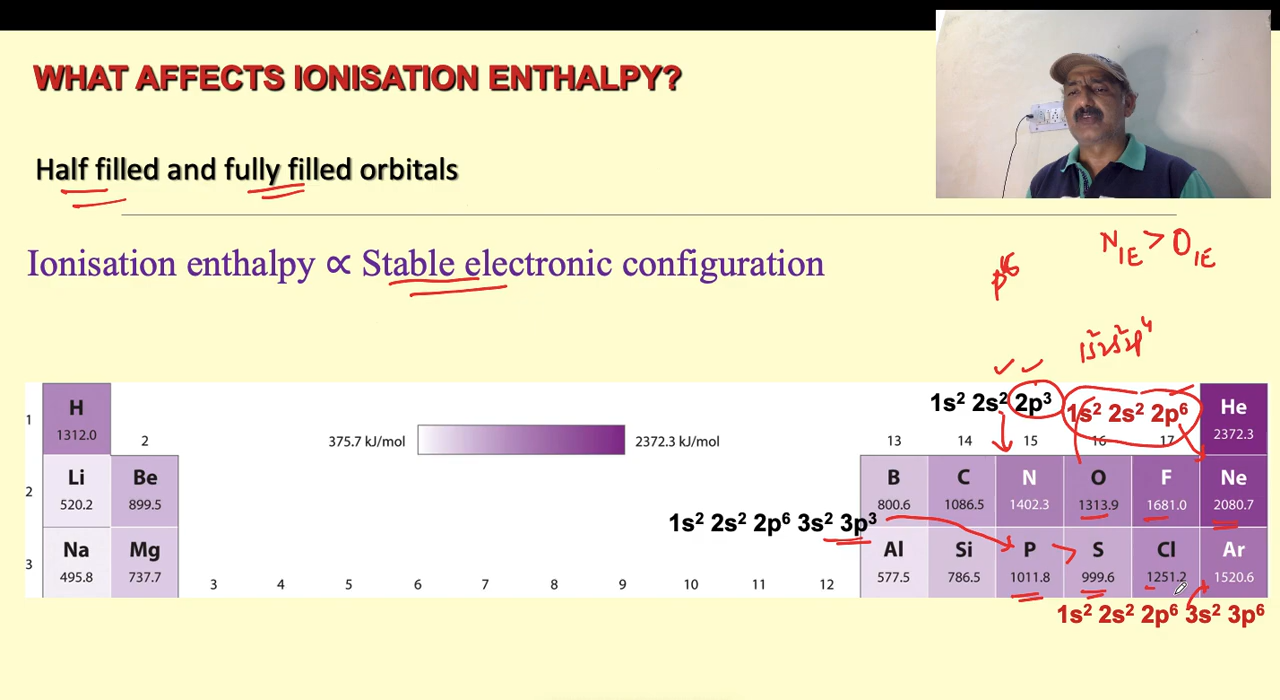 WHAT AFFECTS IONISATION ENTHALPY?
Half filled and fully filled orbitals
Ionisation enthalpy ∝ Stable electronic configuration
N IE > O IE
p⁶
1s² 2s² 2p⁴
1s² 2s² 2p³
1s² 2s² 2p⁶
1 H He
1312.0 2 375.7 kJ/mol 2372.3 kJ/mol 13 14 15 16 17 2372.3
2 Li Be B C N O F Ne
520.2 899.5 800.6 1086.5 1402.3 1313.9 1681.0 2080.7
1s² 2s² 2p⁶ 3s² 3p³
3 Na Mg Al Si P > S Cl Ar
495.8 737.7 3 4 5 6 7 8 9 10 11 12 577.5 786.5 1011.8 999.6 1251.2 1520.6
1s² 2s² 2p⁶ 3s² 3p⁶